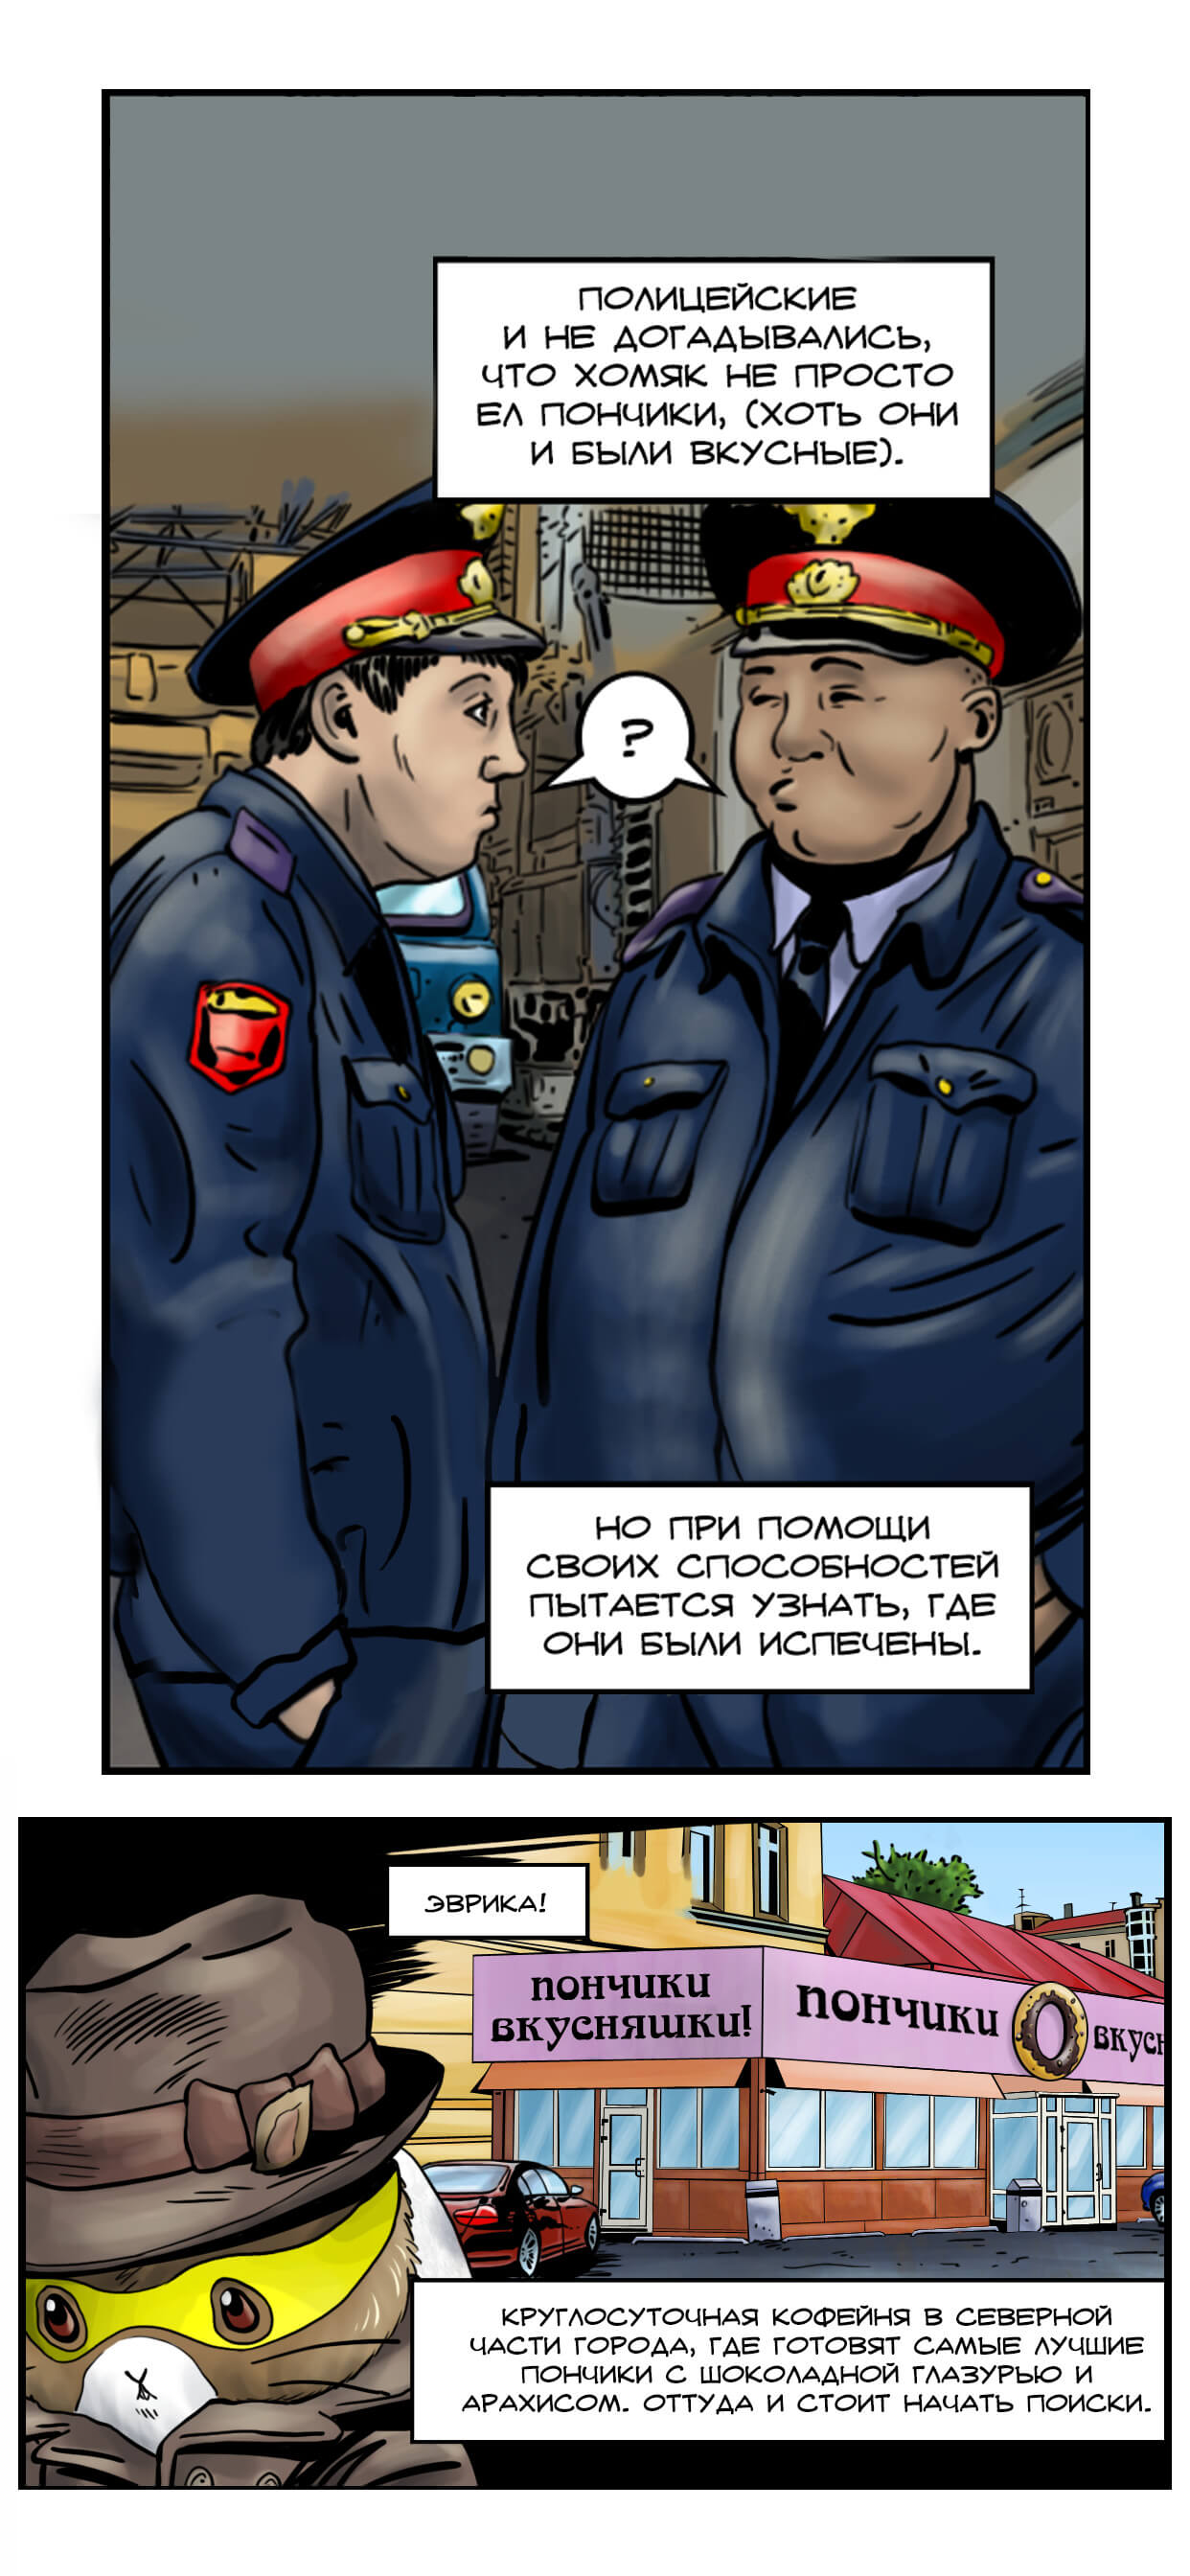 ПОЛИЦЕЙСКИЕ
И НЕ ДОГАДЫВАЛИСЬ,
ЧТО ХОМЯК НЕ ПРОСТО
ЕЛ ПОНЧИКИ, (ХОТЬ ОНИ
И БЫЛИ ВКУСНЫЕ).
?
НО ПРИ ПОМОЩИ
СВОИХ СПОСОБНОСТЕЙ
ПЫТАЕТСЯ УЗНАТЬ, ГДЕ
ОНИ БЫЛИ ИСПЕЧЕНЫ.
ЭВРИКА!
пончики
вкусняшки!
пончики вкусн
КРУГЛОСУТОЧНАЯ КОФЕЙНЯ В СЕВЕРНОЙ
ЧАСТИ ГОРОДА, ГДЕ ГОТОВЯТ САМЫЕ ЛУЧШИЕ
ПОНЧИКИ С ШОКОЛАДНОЙ ГЛАЗУРЬЮ И
АРАХИСОМ. ОТТУДА И СТОИТ НАЧАТЬ ПОИСКИ.